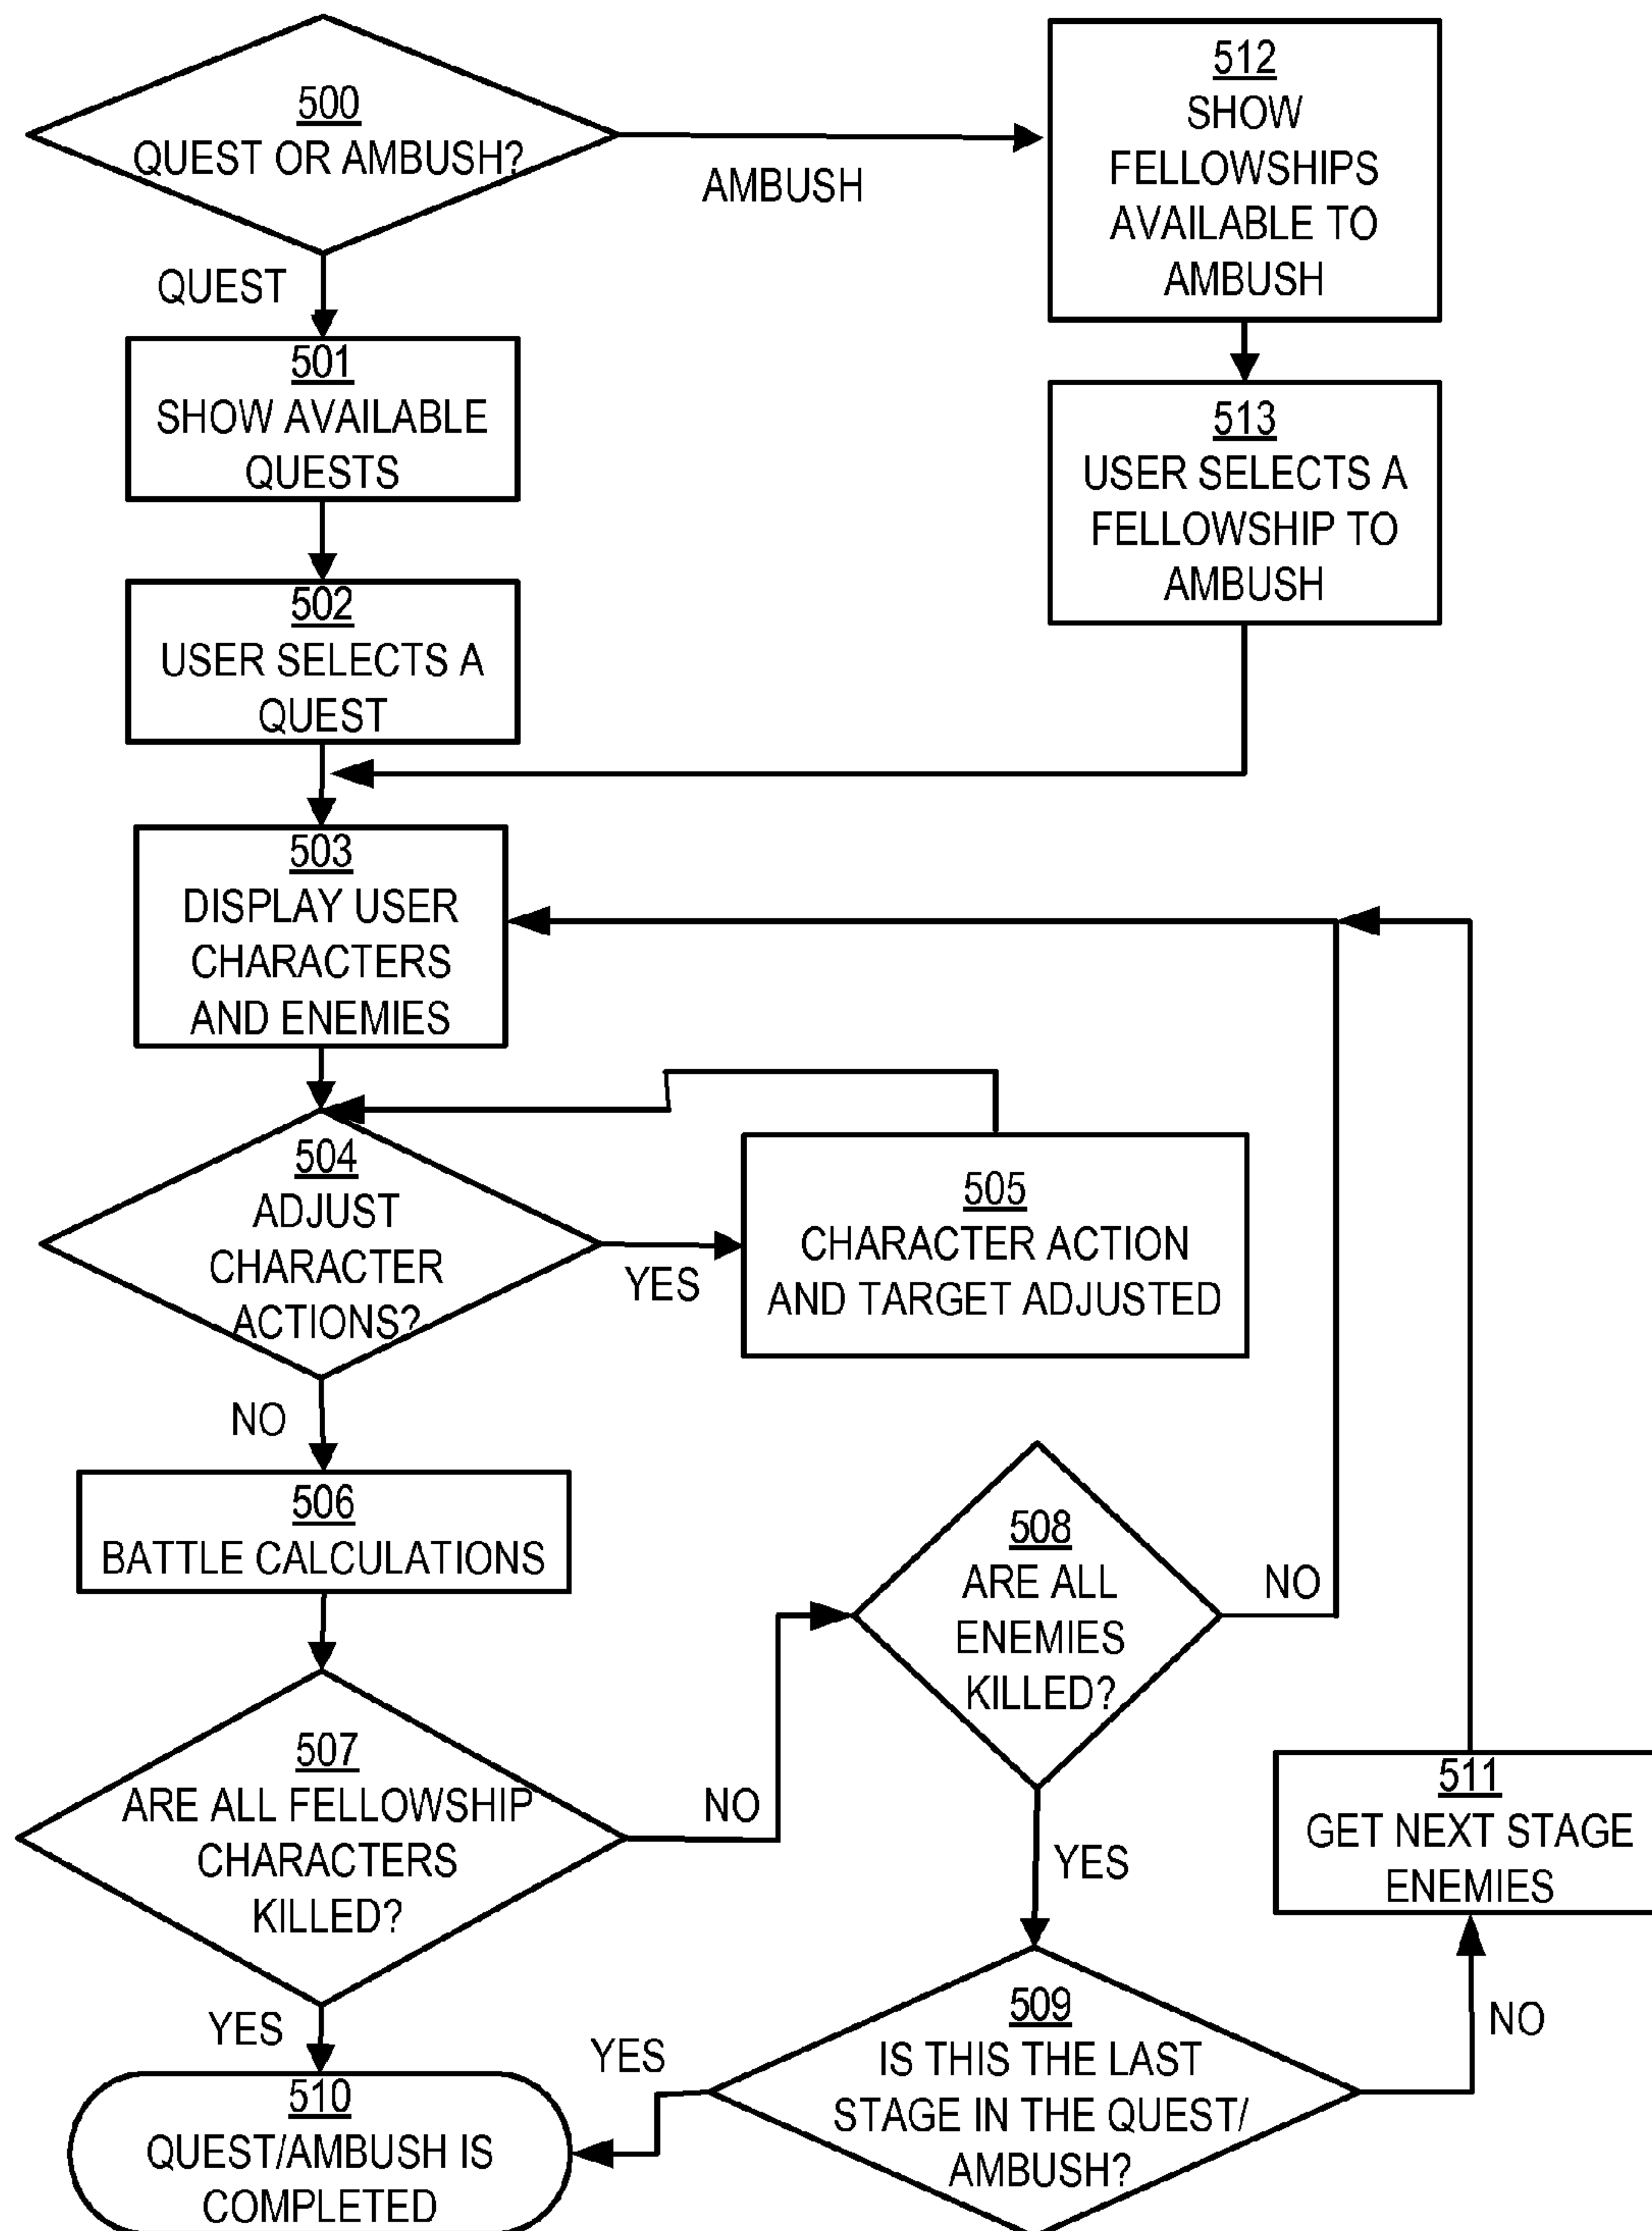 500
QUEST OR AMBUSH?
AMBUSH
QUEST
512
SHOW
FELLOWSHIPS
AVAILABLE TO
AMBUSH
501
SHOW AVAILABLE
QUESTS
513
USER SELECTS A
FELLOWSHIP TO
AMBUSH
502
USER SELECTS A
QUEST
503
DISPLAY USER
CHARACTERS
AND ENEMIES
504
ADJUST
CHARACTER
ACTIONS?
YES
505
CHARACTER ACTION
AND TARGET ADJUSTED
NO
506
BATTLE CALCULATIONS
507
ARE ALL FELLOWSHIP
CHARACTERS
KILLED?
NO
508
ARE ALL
ENEMIES
KILLED?
NO
YES
511
GET NEXT STAGE
ENEMIES
YES
509
IS THIS THE LAST
STAGE IN THE QUEST/
AMBUSH?
NO
YES
510
QUEST/AMBUSH IS
COMPLETED